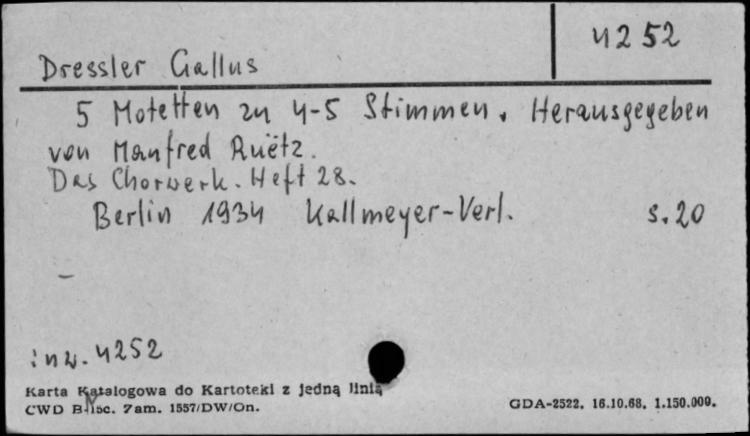 4252
Dressler Gallus
5 Motetten zu 4-5 Stimmen. Herausgegeben
von Manfred Ruëtz.
Das Chorwerk. Heft 28.
Berlin 1934 Kallmeyer-Verl. s. 20
inw. 4252
Karta Katalogowa do Kartoteki z jedną linią
CWD Zam. 1557/DW/On. GDA-2522. 16.10.68. 1.150.000.